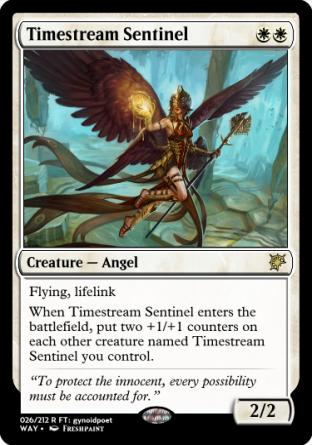 Timestream Sentinel
Creature — Angel
Flying, lifelink
When Timestream Sentinel enters the
battlefield, put two +1/+1 counters on
each other creature named Timestream
Sentinel you control.
“To protect the innocent, every possibility
must be accounted for.”
2/2
026/212 R FT: gynoidpoet
WAY • FRESHPAINT